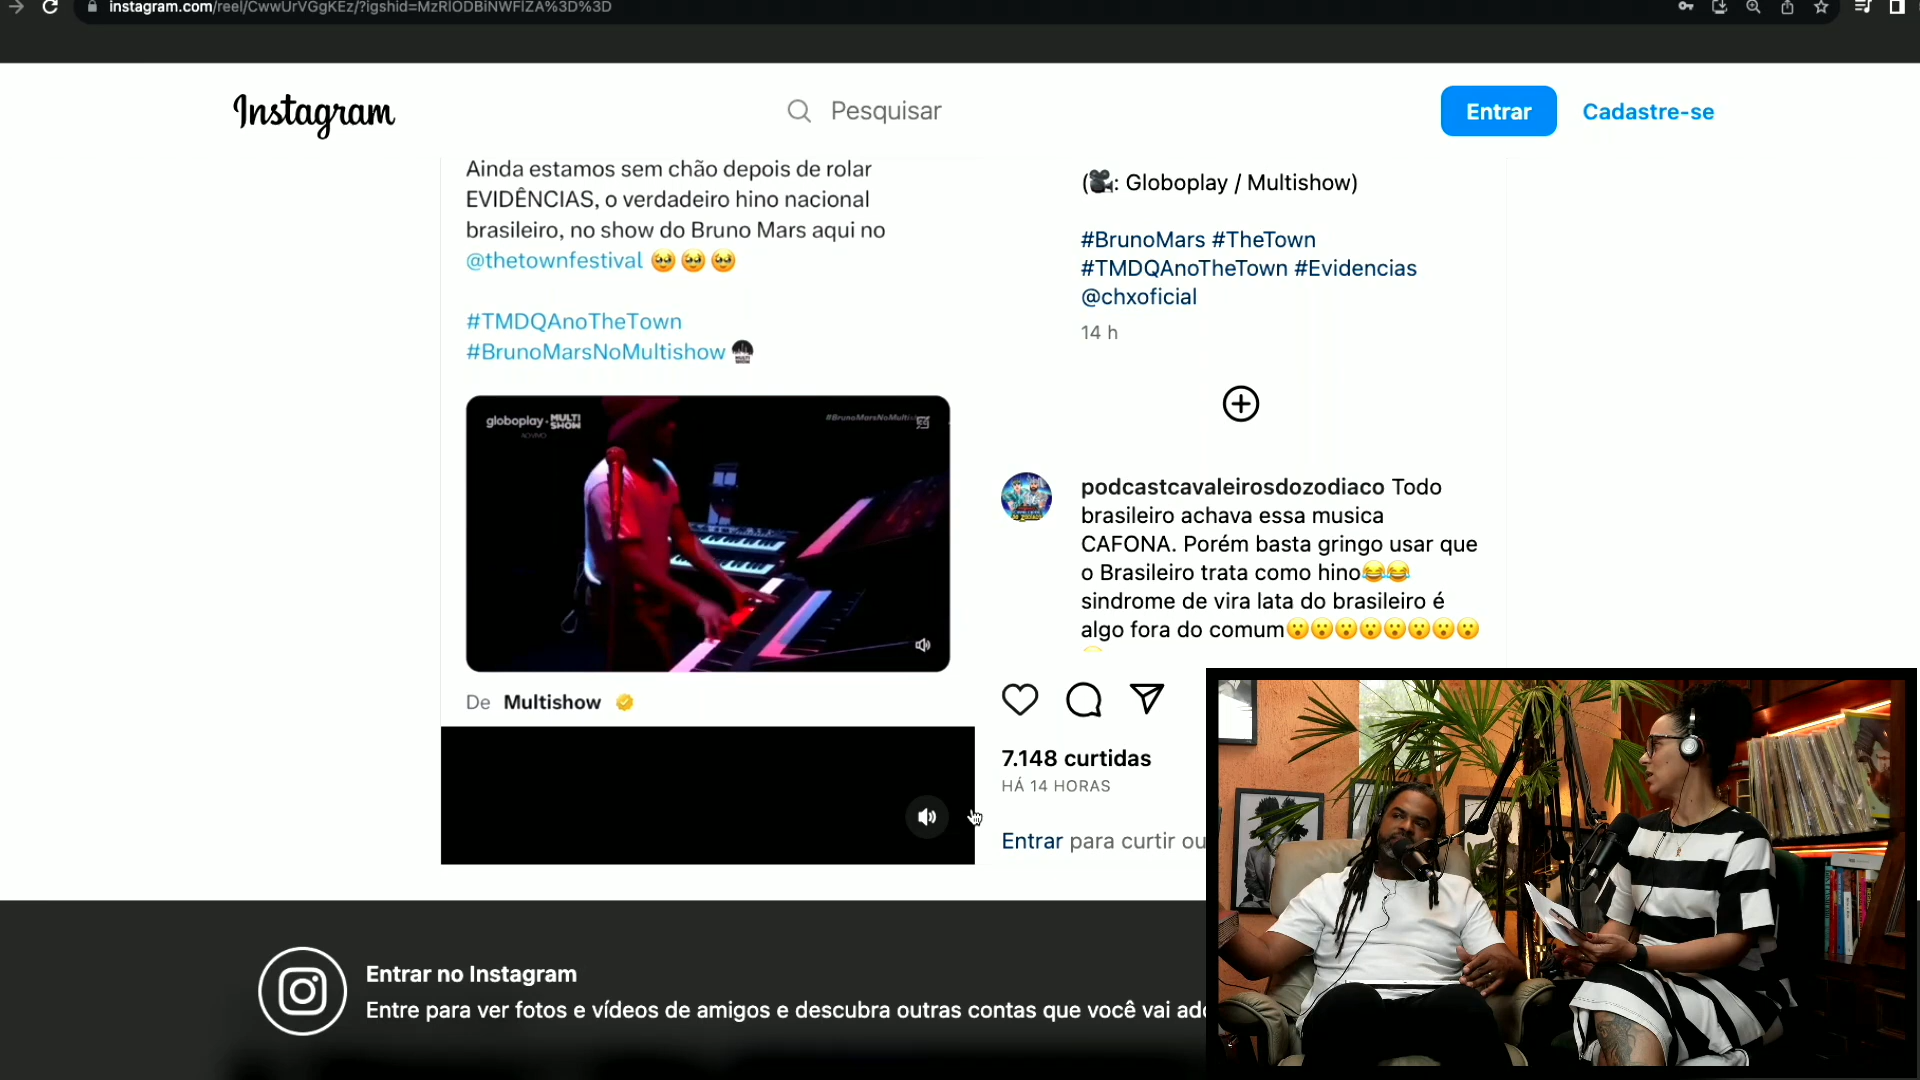 instagram.com/reel/CwwUrVGgKEz/?igshid=MzRlODBiNWFlZA%3D%3D
Instagram
Pesquisar
Entrar
Cadastre-se
Ainda estamos sem chão depois de rolar
EVIDÊNCIAS, o verdadeiro hino nacional
brasileiro, no show do Bruno Mars aqui no
@thetownfestival 🥹 🥹 🥹
#TMDQAnoTheTown
#BrunoMarsNoMultishow
globoplay • MULTI SHOW
AO VIVO
De Multishow
(🎥: Globoplay / Multishow)
#BrunoMars #TheTown
#TMDQAnoTheTown #Evidencias
@chxoficial
14 h
podcastcavaleirosdozodiaco Todo
brasileiro achava essa musica
CAFONA. Porém basta gringo usar que
o Brasileiro trata como hino😂😂
sindrome de vira lata do brasileiro é
algo fora do comum😮😮😮😮😮😮😮😮
7.148 curtidas
HÁ 14 HORAS
Entrar para curtir ou
Entrar no Instagram
Entre para ver fotos e vídeos de amigos e descubra outras contas que você vai ado